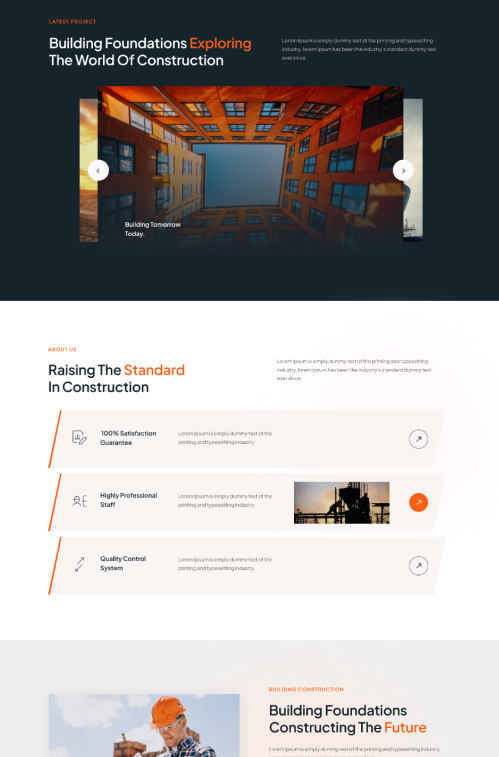 LATEST PROJECT
Building Foundations Exploring
The World Of Construction
Lorem Ipsum is simply dummy text of the printing and typesetting
industry. lorem Ipsum has been the industry's standard dummy text
ever since.
Building Tomorrow
Today.
ABOUT US
Raising The Standard
In Construction
Lorem Ipsum is simply dummy text of the printing and typesetting
industry. lorem Ipsum has been the industry's standard dummy text
ever since.
100% Satisfaction
Guarantee
Lorem Ipsum is simply dummy text of the
printing and typesetting industry.
Highly Professional
Staff
Lorem Ipsum is simply dummy text of the
printing and typesetting industry.
Quality Control
System
Lorem Ipsum is simply dummy text of the
printing and typesetting industry.
BUILDING CONSTRUCTION
Building Foundations
Constructing The Future
Lorem Ipsum is simply dummy text of the printing and typesetting industry